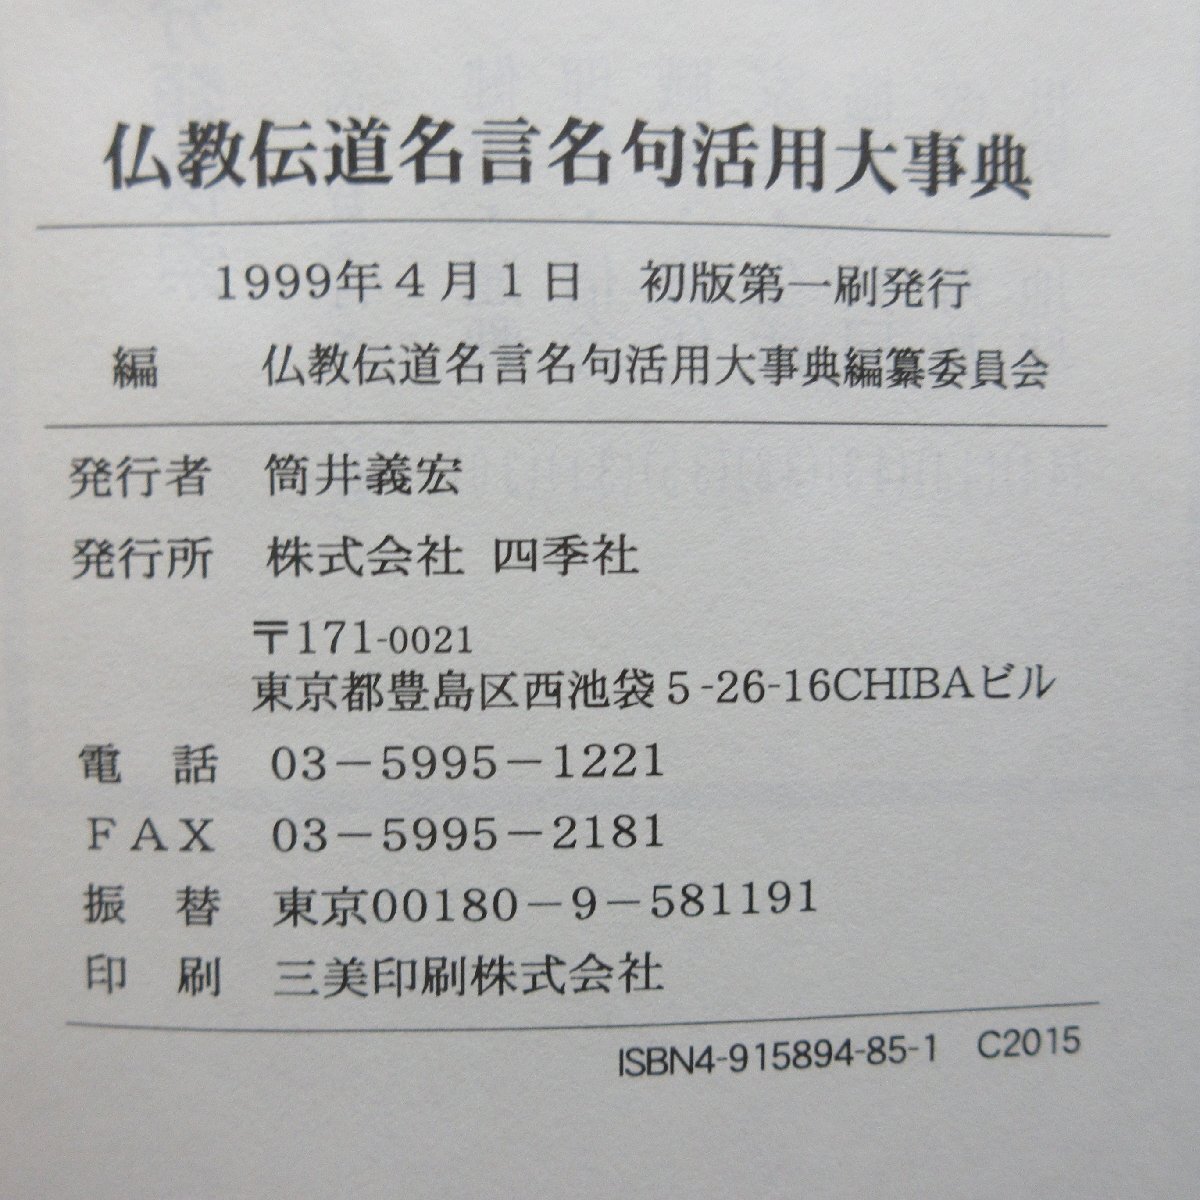 仏教伝道名言名句活用大事典
1999年4月1日 初版第一刷発行
編 仏教伝道名言名句活用大事典編纂委員会
発行者 筒井義宏
発行所 株式会社 四季社
〒171-0021
東京都豊島区西池袋5-26-16CHIBAビル
電 話 03－5995－1221
ＦＡＸ 03－5995－2181
振 替 東京00180－9－581191
印 刷 三美印刷株式会社
ISBN4-915894-85-1 C2015